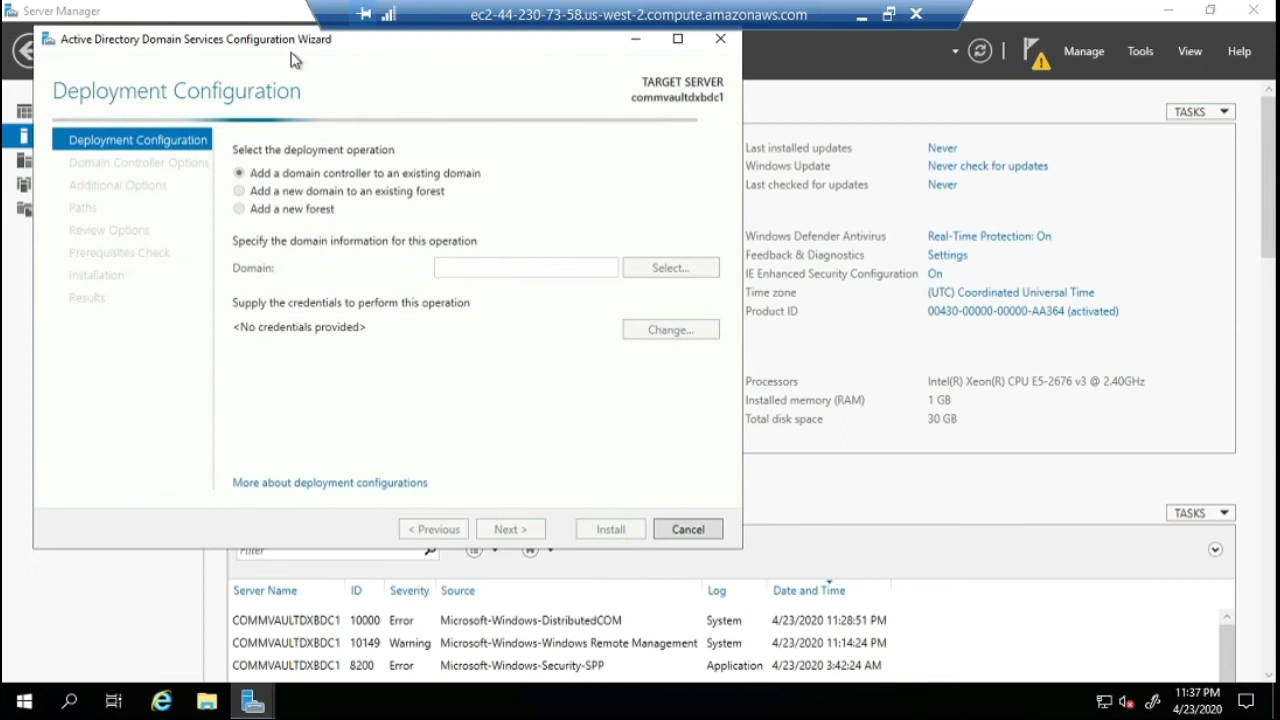 Server Manager
ec2-44-230-73-58.us-west-2.compute.amazonaws.com
Active Directory Domain Services Configuration Wizard
Manage Tools View Help
Deployment Configuration
TARGET SERVER
commvaultdxbdc1
TASKS
Deployment Configuration
Domain Controller Options
Additional Options
Paths
Review Options
Prerequisites Check
Installation
Results
Select the deployment operation
Add a domain controller to an existing domain
Add a new domain to an existing forest
Add a new forest
Specify the domain information for this operation
Domain:
Select...
Supply the credentials to perform this operation
<No credentials provided>
Change...
More about deployment configurations
< Previous Next > Install Cancel
Last installed updates Never
Windows Update Never check for updates
Last checked for updates Never
Windows Defender Antivirus Real-Time Protection: On
Feedback & Diagnostics Settings
IE Enhanced Security Configuration On
Time zone (UTC) Coordinated Universal Time
Product ID 00430-00000-00000-AA364 (activated)
Processors Intel(R) Xeon(R) CPU E5-2676 v3 @ 2.40GHz
Installed memory (RAM) 1 GB
Total disk space 30 GB
TASKS
Filter
Server Name ID Severity Source Log Date and Time
COMMVAULTDXBDC1 10000 Error Microsoft-Windows-DistributedCOM System 4/23/2020 11:28:51 PM
COMMVAULTDXBDC1 10149 Warning Microsoft-Windows-Windows Remote Management System 4/23/2020 11:14:24 PM
COMMVAULTDXBDC1 8200 Error Microsoft-Windows-Security-SPP Application 4/23/2020 3:42:24 AM
11:37 PM
4/23/2020